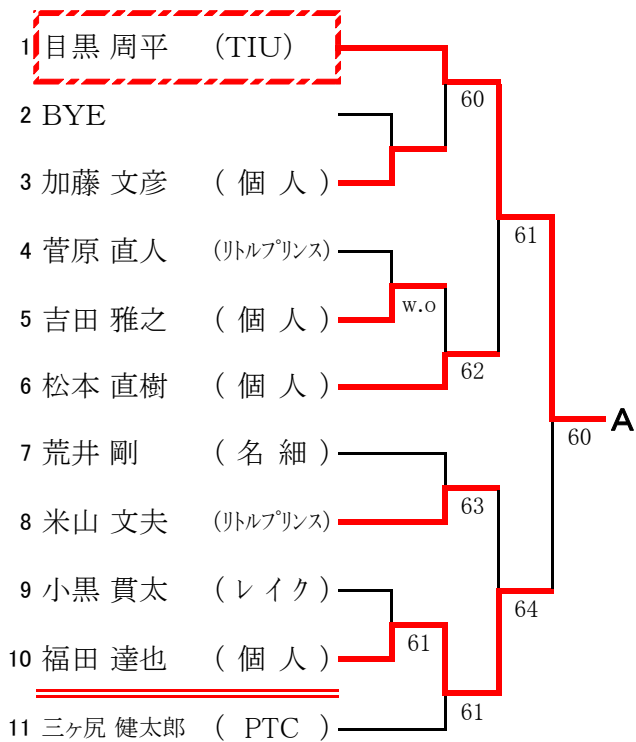 1 目黒 周平 (TIU)
60
2 BYE
3 加藤 文彦 ( 個 人 )
61
4 菅原 直人 (リトルプリンス)
w.o
5 吉田 雅之 ( 個 人 )
62
6 松本 直樹 ( 個 人 )
A
60
7 荒井 剛 ( 名 細 )
63
8 米山 文夫 (リトルプリンス)
9 小黒 貫太 ( レイク )
64
10 福田 達也 ( 個 人 )
61
61
11 三ヶ尻 健太郎 ( PTC )